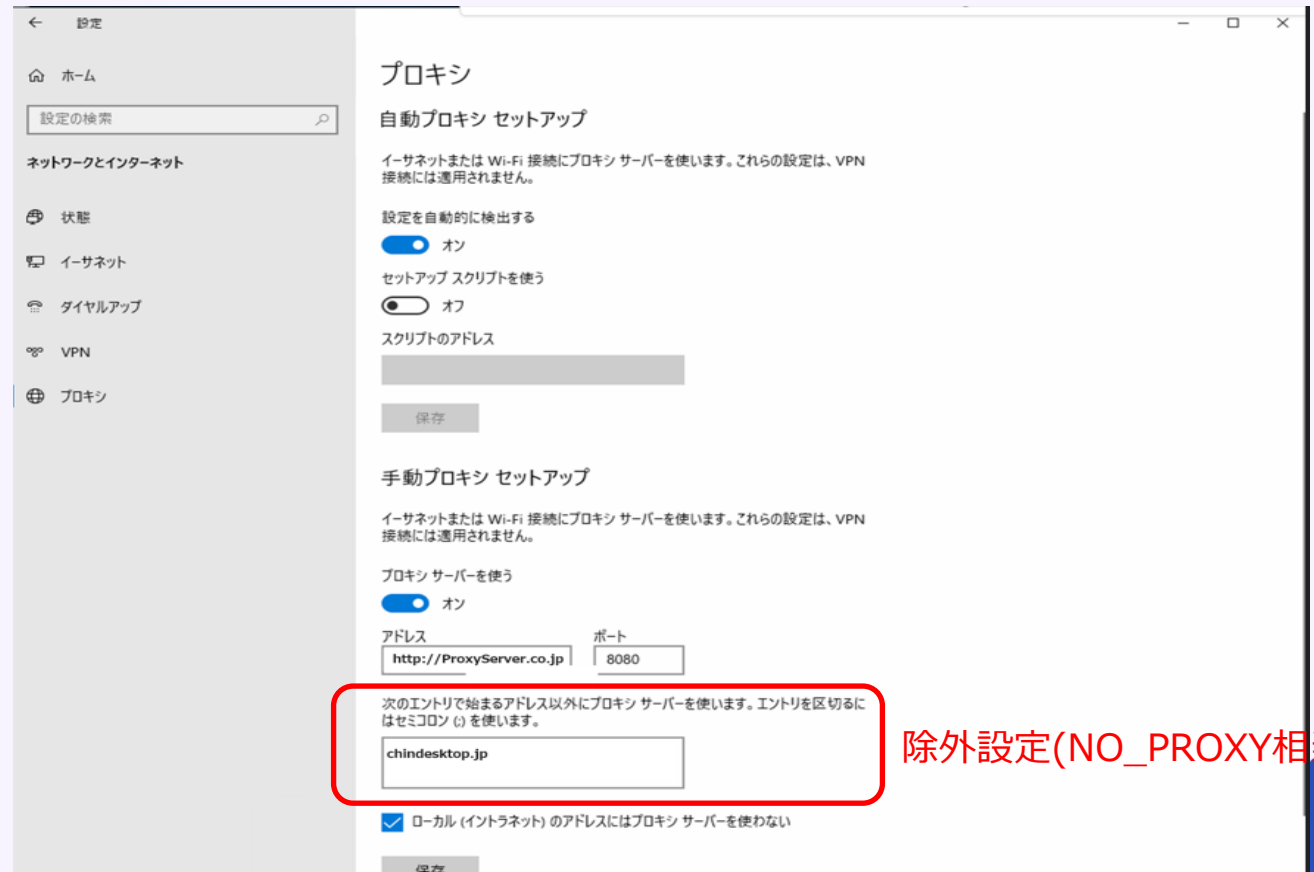 設定
ホーム
設定の検索
ネットワークとインターネット
状態
イーサネット
ダイヤルアップ
VPN
プロキシ
プロキシ
自動プロキシ セットアップ
イーサネットまたは Wi-Fi 接続にプロキシ サーバーを使います。これらの設定は、VPN
接続には適用されません。
設定を自動的に検出する
オン
セットアップ スクリプトを使う
オフ
スクリプトのアドレス
保存
手動プロキシ セットアップ
イーサネットまたは Wi-Fi 接続にプロキシ サーバーを使います。これらの設定は、VPN
接続には適用されません。
プロキシ サーバーを使う
オン
アドレス ポート
http://ProxyServer.co.jp 8080
次のエントリで始まるアドレス以外にプロキシ サーバーを使います。エントリを区切るに
はセミコロン (;) を使います。
chindesktop.jp
除外設定(NO_PROXY相
ローカル (イントラネット) のアドレスにはプロキシ サーバーを使わない
保存